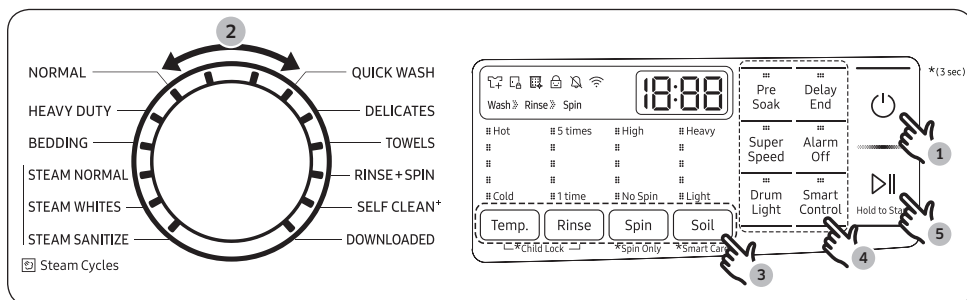 2
NORMAL
HEAVY DUTY
BEDDING
STEAM NORMAL
STEAM WHITES
STEAM SANITIZE
Steam Cycles
QUICK WASH
DELICATES
TOWELS
RINSE+SPIN
SELF CLEAN+
DOWNLOADED
18:88
Wash Rinse Spin
Hot 5 times High Heavy
Cold 1 time No Spin Light
Temp. Rinse Spin Soil
*Child Lock *Spin Only *Smart Care
3
Pre Soak
Delay End
Super Speed
Alarm Off
Drum Light
Smart Control
4
*(3 sec)
1
Hold to Start
5